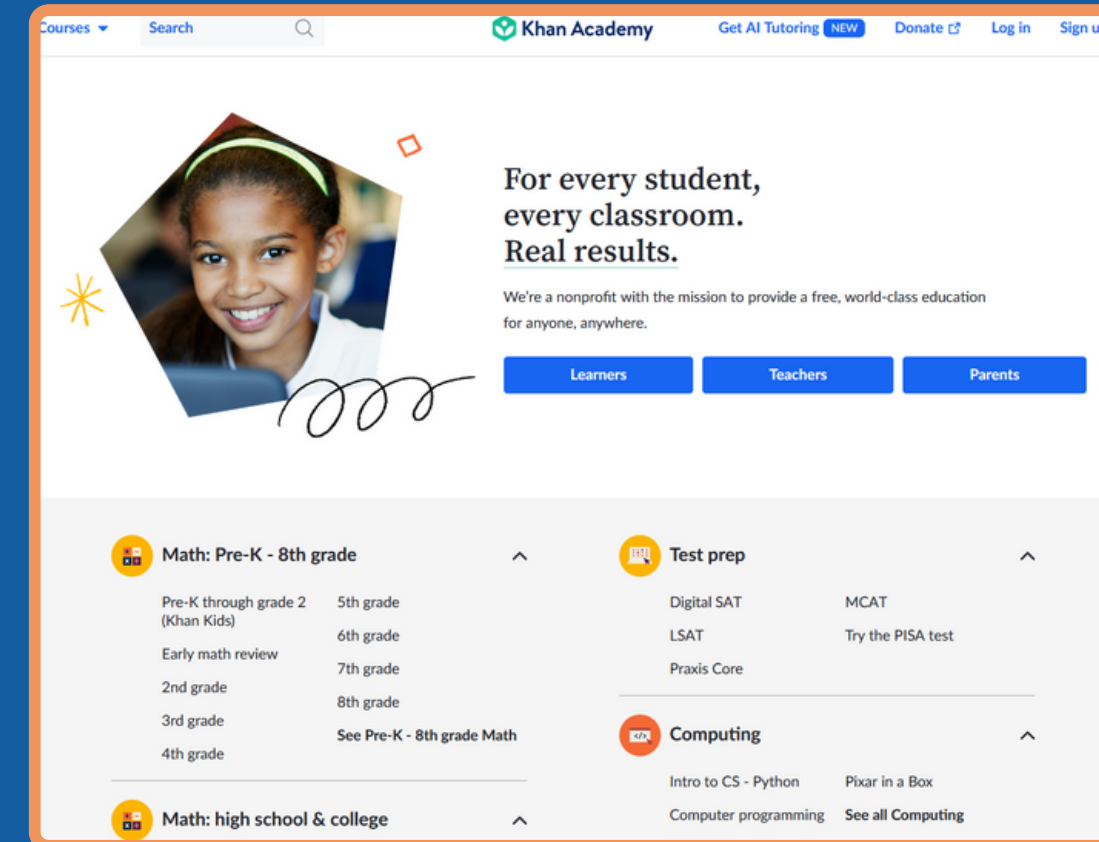 Courses
Search
Khan Academy
Get AI Tutoring NEW
Donate
Log in
Sign u
For every student,
every classroom.
Real results.
We're a nonprofit with the mission to provide a free, world-class education
for anyone, anywhere.
Learners
Teachers
Parents
Math: Pre-K - 8th grade
Pre-K through grade 2
(Khan Kids)
Early math review
2nd grade
3rd grade
4th grade
5th grade
6th grade
7th grade
8th grade
See Pre-K - 8th grade Math
Math: high school & college
Test prep
Digital SAT
LSAT
Praxis Core
MCAT
Try the PISA test
Computing
Intro to CS - Python
Computer programming
Pixar in a Box
See all Computing